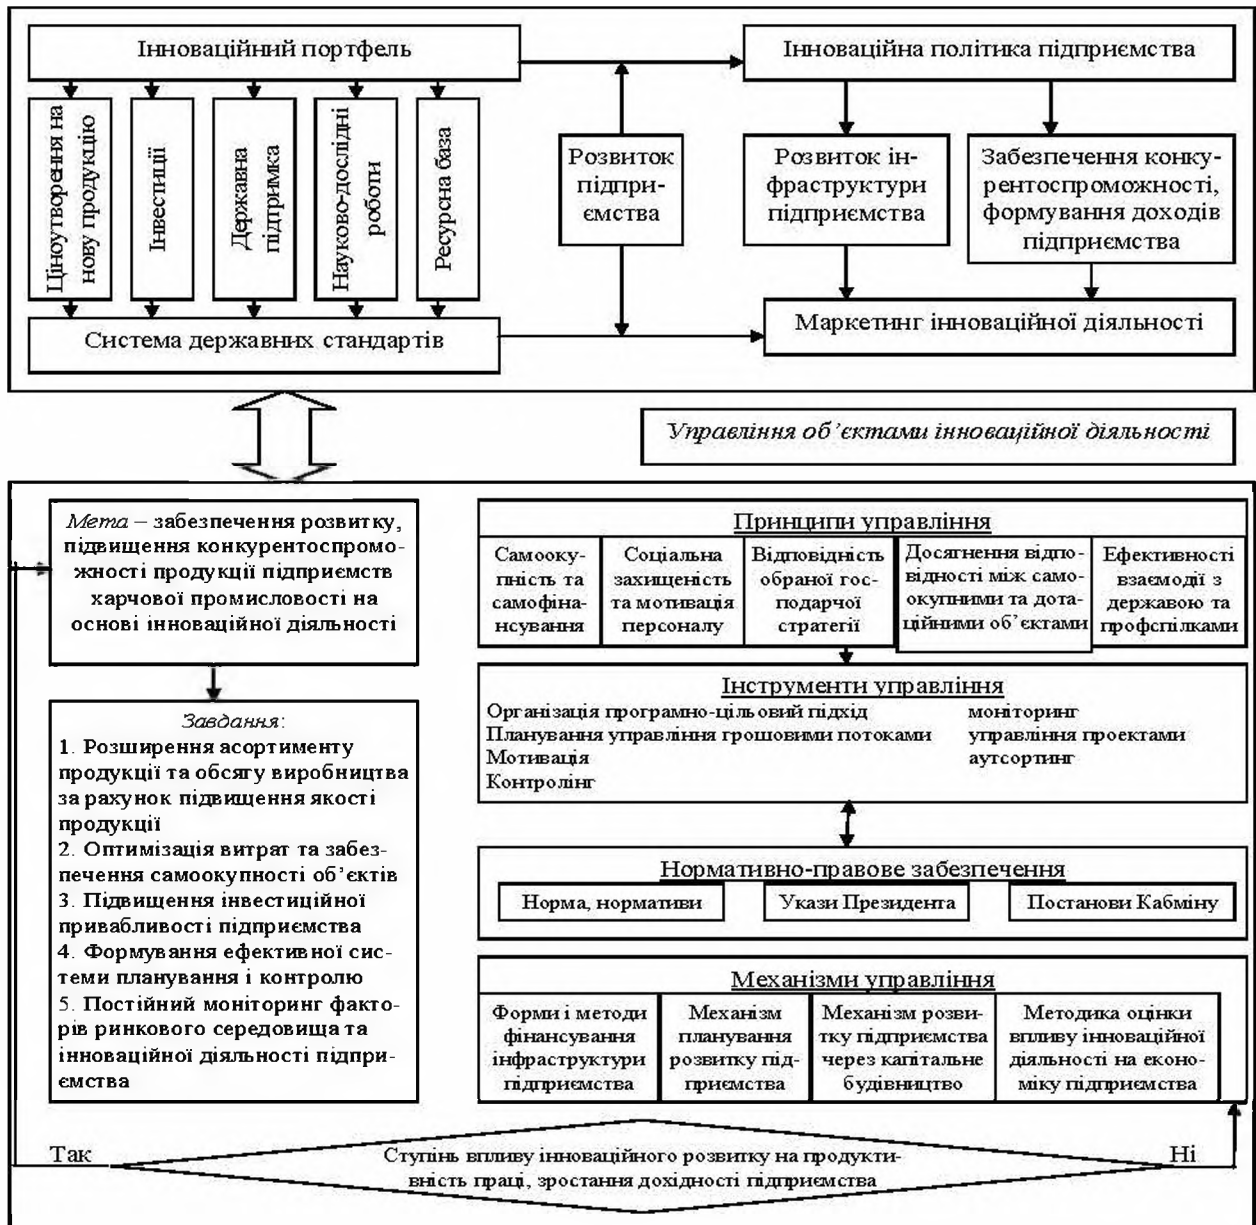 Інноваційний портфель
Інноваційна політика підприємства
Ціноутворення на
нову продукцію
Інвестиції
Державна
підтримка
Науково-дослідні
роботи
Ресурсна база
Розвиток
підпри-
ємства
Розвиток ін-
фраструктури
підприємства
Забезпечення конку-
рентоспроможності,
формування доходів
підприємства
Система державних стандартів
Маркетинг інноваційної діяльності
Управління об’єктами інноваційної діяльності
Мета – забезпечення розвитку,
підвищення конкурентоспромо-
жності продукції підприємств
харчової промисловості на
основі інноваційної діяльності
Завдання:
1. Розширення асортименту
продукції та обсягу виробництва
за рахунок підвищення якості
продукції
2. Оптимізація витрат та забез-
печення самоокупності об’єктів
3. Підвищення інвестиційної
привабливості підприємства
4. Формування ефективної сис-
теми планування і контролю
5. Постійний моніторинг факто-
рів ринкового середовища та
інноваційної діяльності підпри-
ємства
Принципи управління
Самооку-
пність та
самофіна-
нсування
Соціальна
захищеність
та мотивація
персоналу
Відповідність
обраної гос-
подарчої
стратегії
Досягнення відпо-
відності між само-
окупними та дота-
ційними об’єктами
Ефективності
взаємодії з
державою та
профспілками
Інструменти управління
Організація програмно-цільовий підхід моніторинг
Планування управління грошовими потоками управління проектами
Мотивація аутсортинг
Контролінг
Нормативно-правове забезпечення
Норма, нормативи
Укази Президента
Постанови Кабміну
Механізми управління
Форми і методи
фінансування
інфраструктури
підприємства
Механізм
планування
розвитку під-
приємства
Механізм розви-
тку підприємства
через капітальне
будівництво
Методика оцінки
впливу інноваційної
діяльності на еконо-
міку підприємства
Так
Ступінь впливу інноваційного розвитку на продукти-
вність праці, зростання дохідності підприємства
Ні